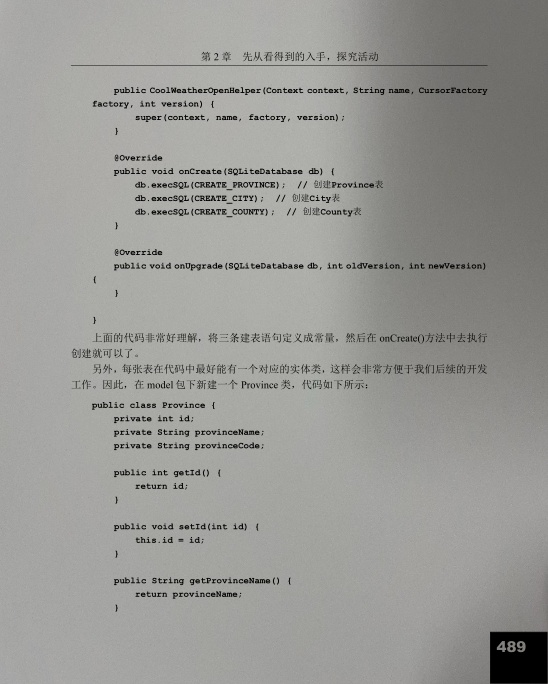 第 2 章 先从看得到的入手，探究活动
public CoolWeatherOpenHelper(Context context, String name, CursorFactory
factory, int version) {
super(context, name, factory, version);
}
@Override
public void onCreate(SQLiteDatabase db) {
db.execSQL(CREATE_PROVINCE); // 创建Province表
db.execSQL(CREATE_CITY); // 创建City表
db.execSQL(CREATE_COUNTY); // 创建County表
}
@Override
public void onUpgrade(SQLiteDatabase db, int oldVersion, int newVersion)
{
}
}
上面的代码非常好理解，将三条建表语句定义成常量，然后在 onCreate()方法中去执行
创建就可以了。
另外，每张表在代码中最好能有一个对应的实体类，这样会非常方便于我们后续的开发
工作。因此，在 model 包下新建一个 Province 类，代码如下所示：
public class Province {
private int id;
private String provinceName;
private String provinceCode;
public int getId() {
return id;
}
public void setId(int id) {
this.id = id;
}
public String getProvinceName() {
return provinceName;
}
489